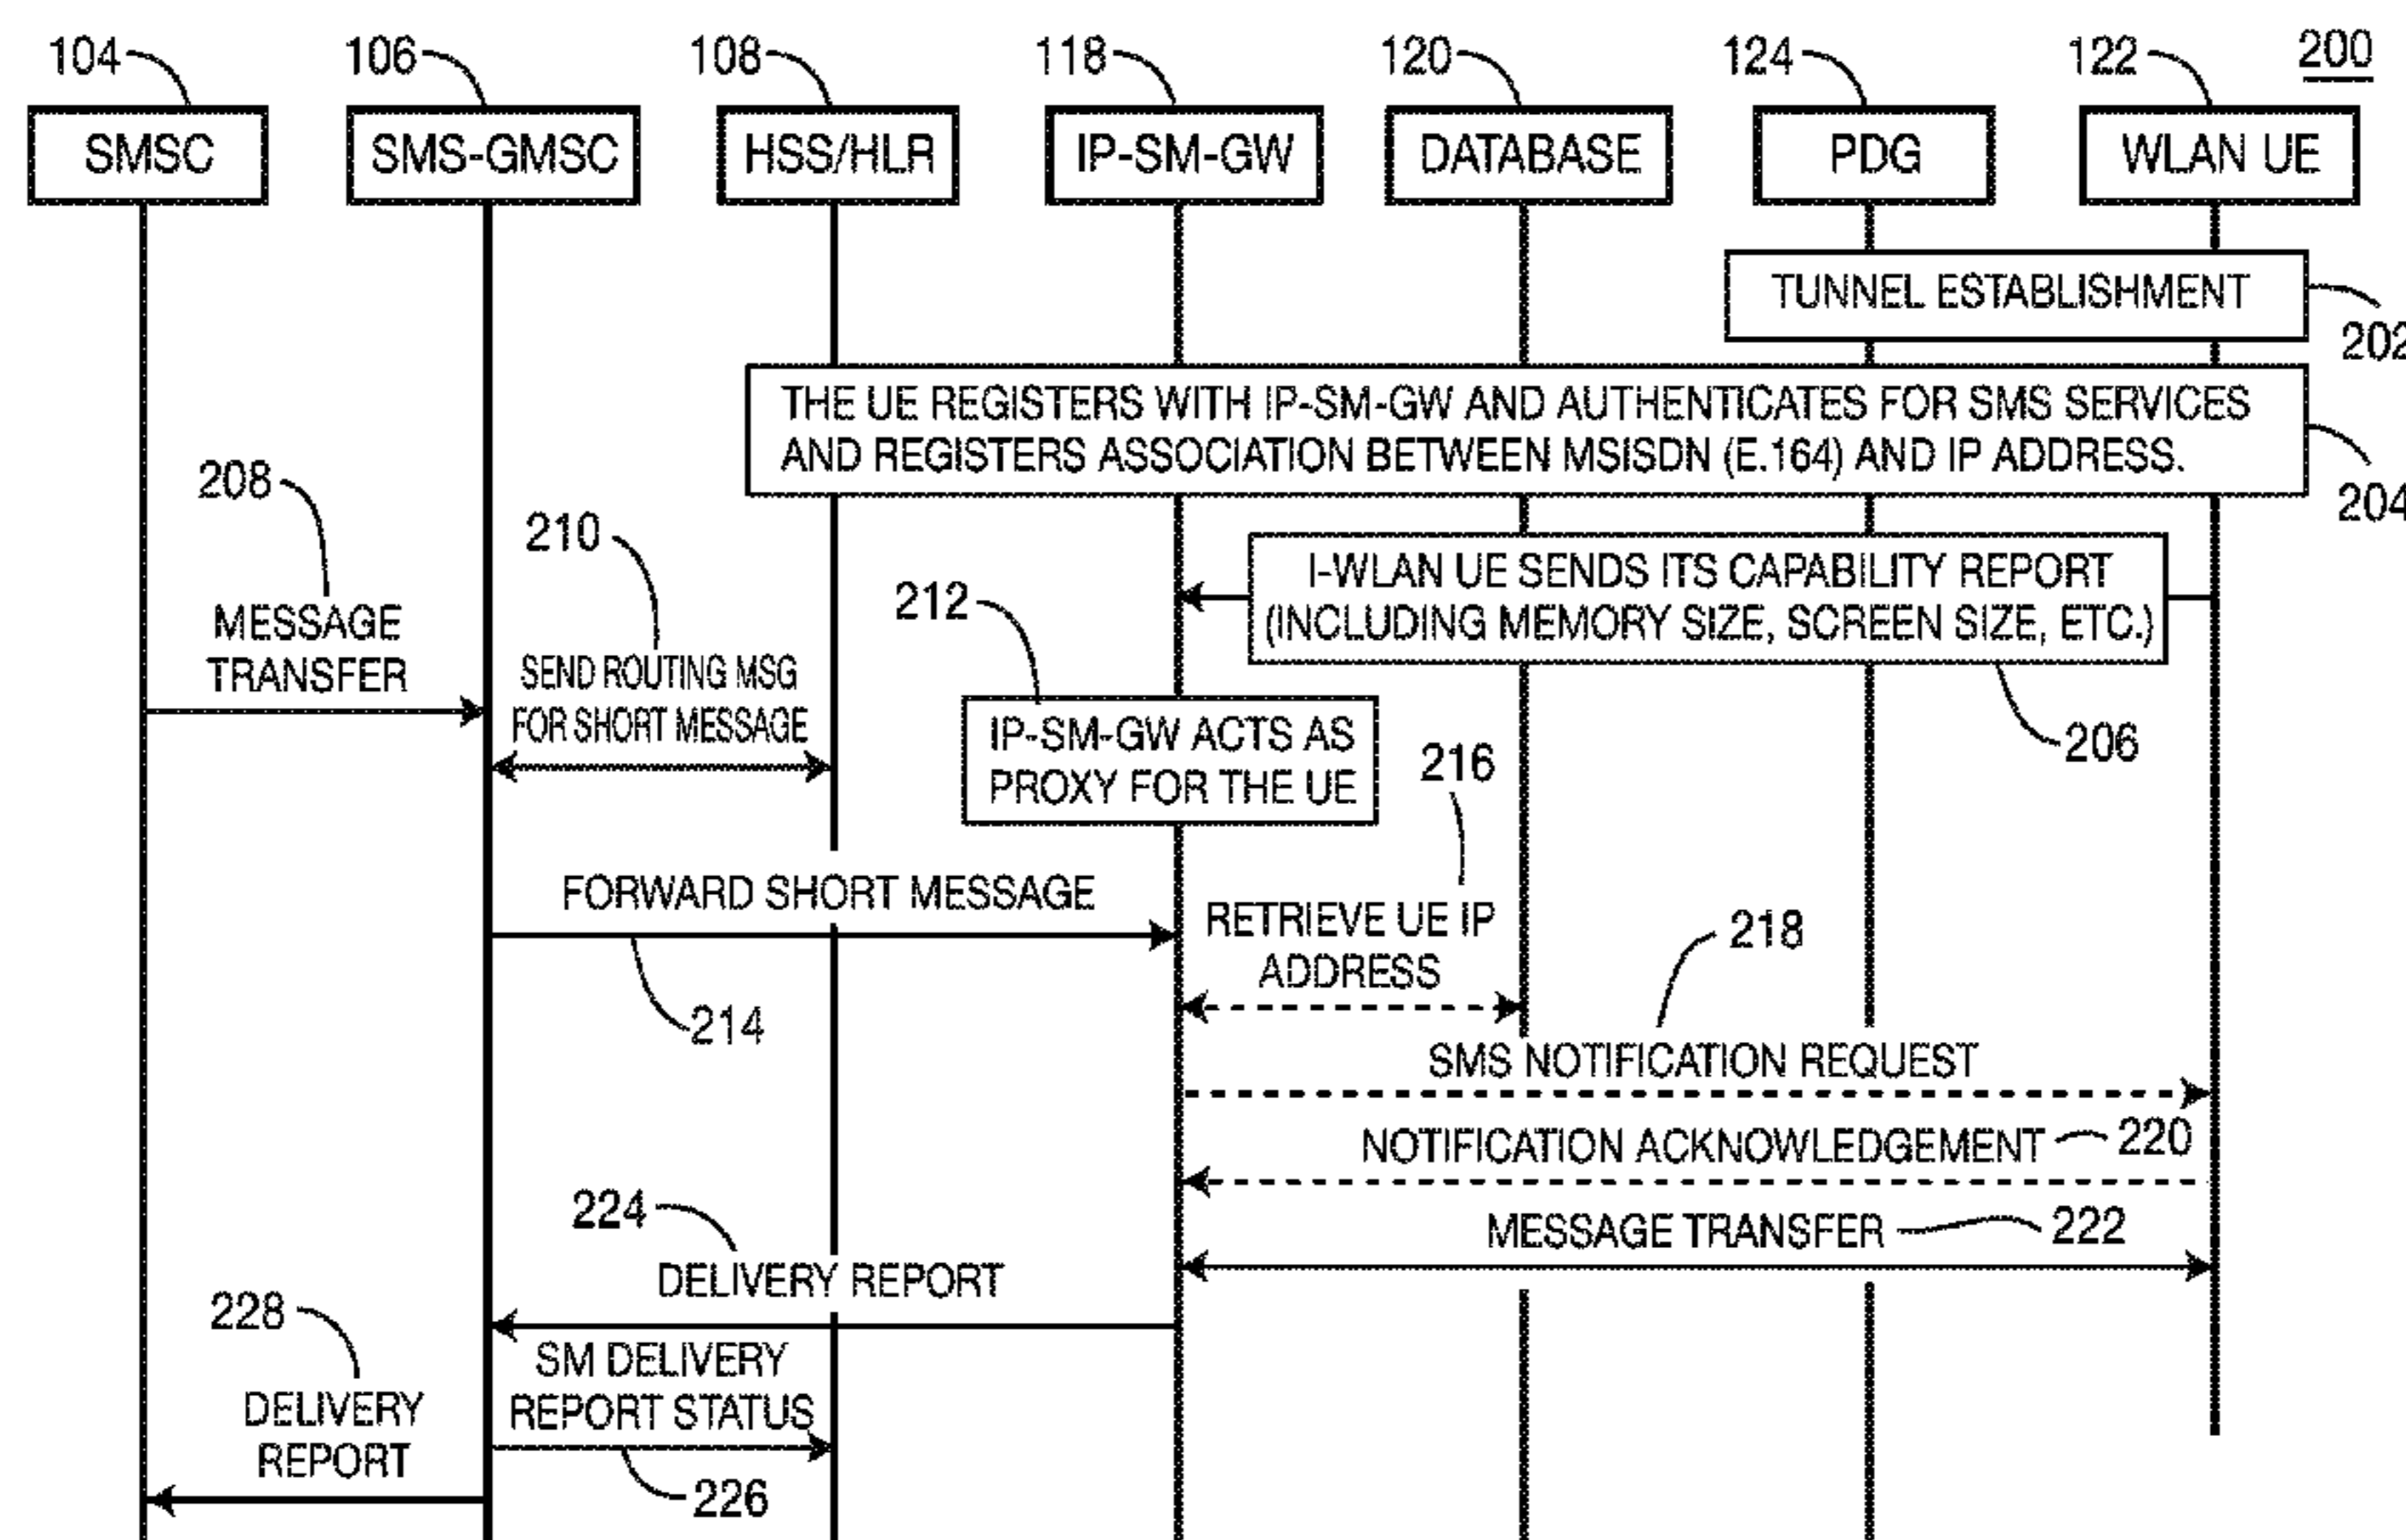 104
106
108
118
120
124
122
200
SMSC
SMS-GMSC
HSS/HLR
IP-SM-GW
DATABASE
PDG
WLAN UE
TUNNEL ESTABLISHMENT
202
THE UE REGISTERS WITH IP-SM-GW AND AUTHENTICATES FOR SMS SERVICES
AND REGISTERS ASSOCIATION BETWEEN MSISDN (E.164) AND IP ADDRESS.
204
I-WLAN UE SENDS ITS CAPABILITY REPORT
(INCLUDING MEMORY SIZE, SCREEN SIZE, ETC.)
206
208
MESSAGE
TRANSFER
210
SEND ROUTING MSG
FOR SHORT MESSAGE
212
IP-SM-GW ACTS AS
PROXY FOR THE UE
FORWARD SHORT MESSAGE
214
216
RETRIEVE UE IP
ADDRESS
218
SMS NOTIFICATION REQUEST
NOTIFICATION ACKNOWLEDGEMENT
220
MESSAGE TRANSFER
222
224
DELIVERY REPORT
SM DELIVERY
REPORT STATUS
226
228
DELIVERY
REPORT